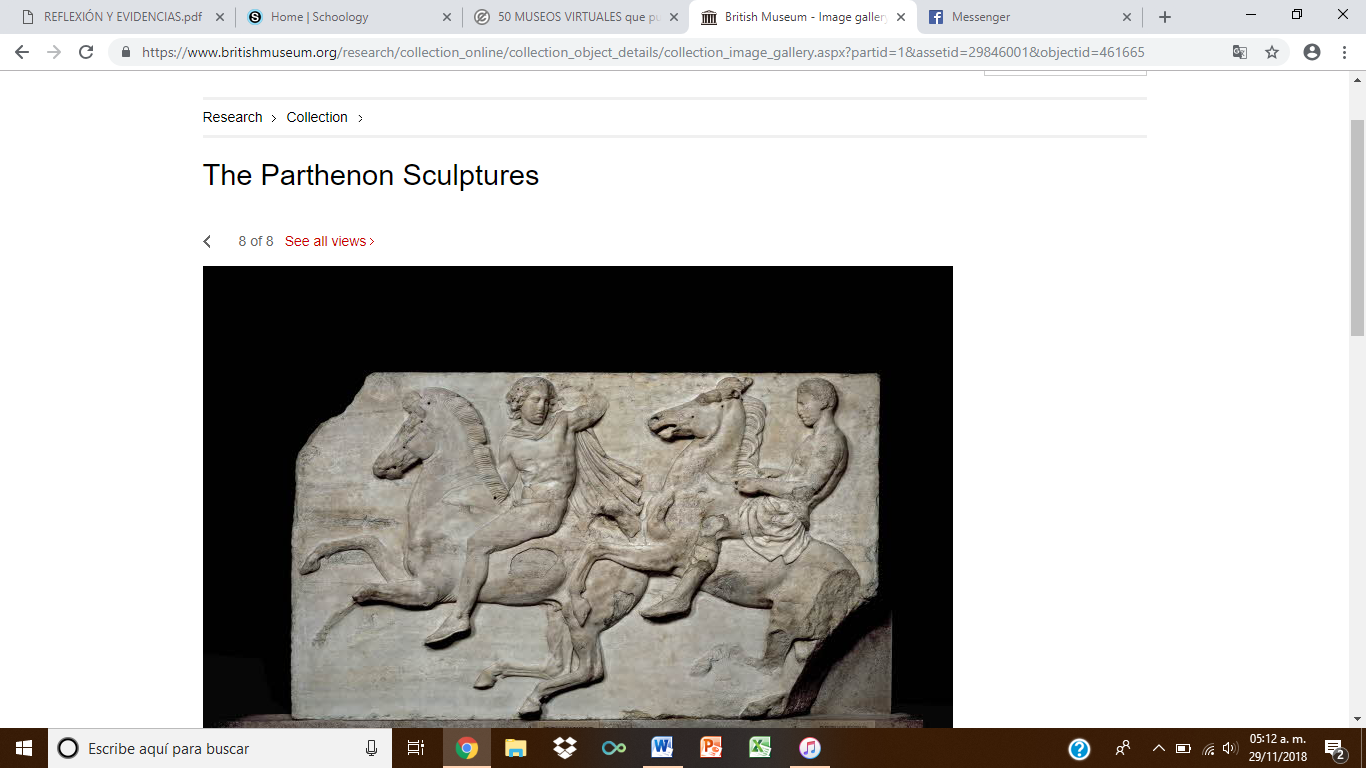 REFLEXIÓN Y EVIDENCIAS.pdf
Home | Schoology
50 MUSEOS VIRTUALES que pu
British Museum - Image galler
Messenger
https://www.britishmuseum.org/research/collection_online/collection_object_details/collection_image_gallery.aspx?partid=1&assetid=29846001&objectid=461665
Research > Collection >
The Parthenon Sculptures
8 of 8 See all views >
Escribe aquí para buscar
05:12 a. m.
29/11/2018
2